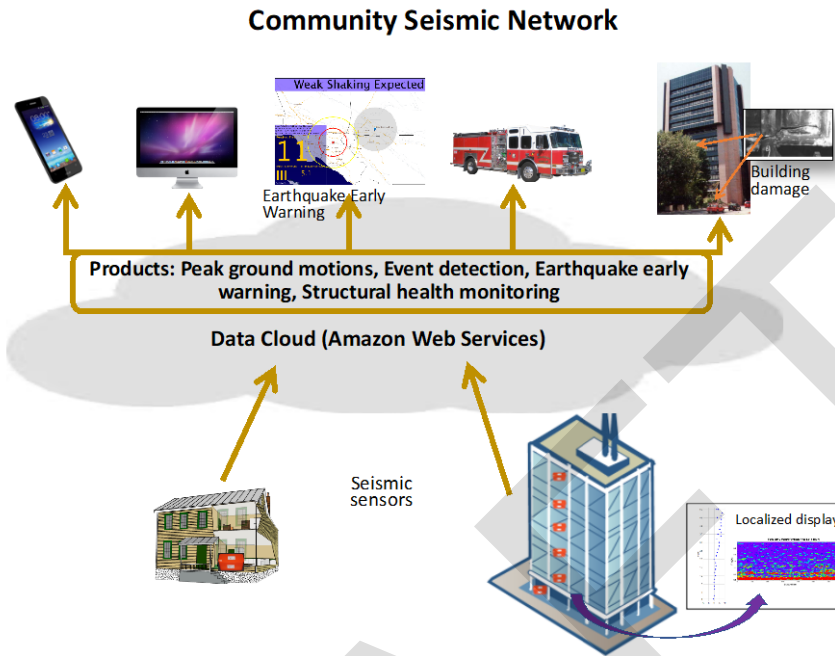 Community Seismic Network
Weak Shaking Expected
11
Earthquake Early
Warning
Building
damage
Products: Peak ground motions, Event detection, Earthquake early
warning, Structural health monitoring
Data Cloud (Amazon Web Services)
Seismic
sensors
Localized display